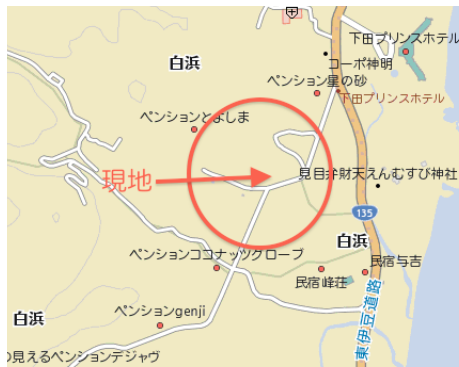 下田プリンスホテル
コーポ神明
白浜
ペンション星の砂
下田プリンスホテル
ペンションとよしま
現地
見目弁財天えんむすび神社
135
白浜
ペンションココナッツグローブ
民宿与吉
民宿峰荘
ペンションgenji
白浜
東伊豆道路
の見えるペンションデジャヴ